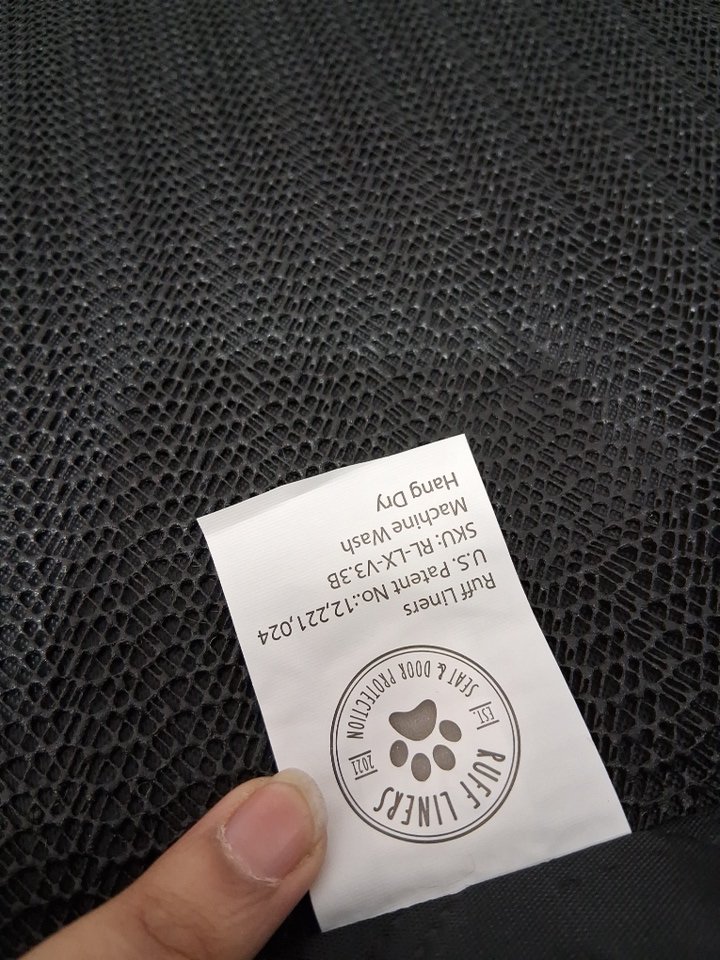 RUFF LINERS
EST. 2021
SEAT & DOOR PROTECTION
Ruff Liners
U.S. Patent No.:12,221,024
SKU: RL-LX-V3.3B
Machine Wash
Hang Dry